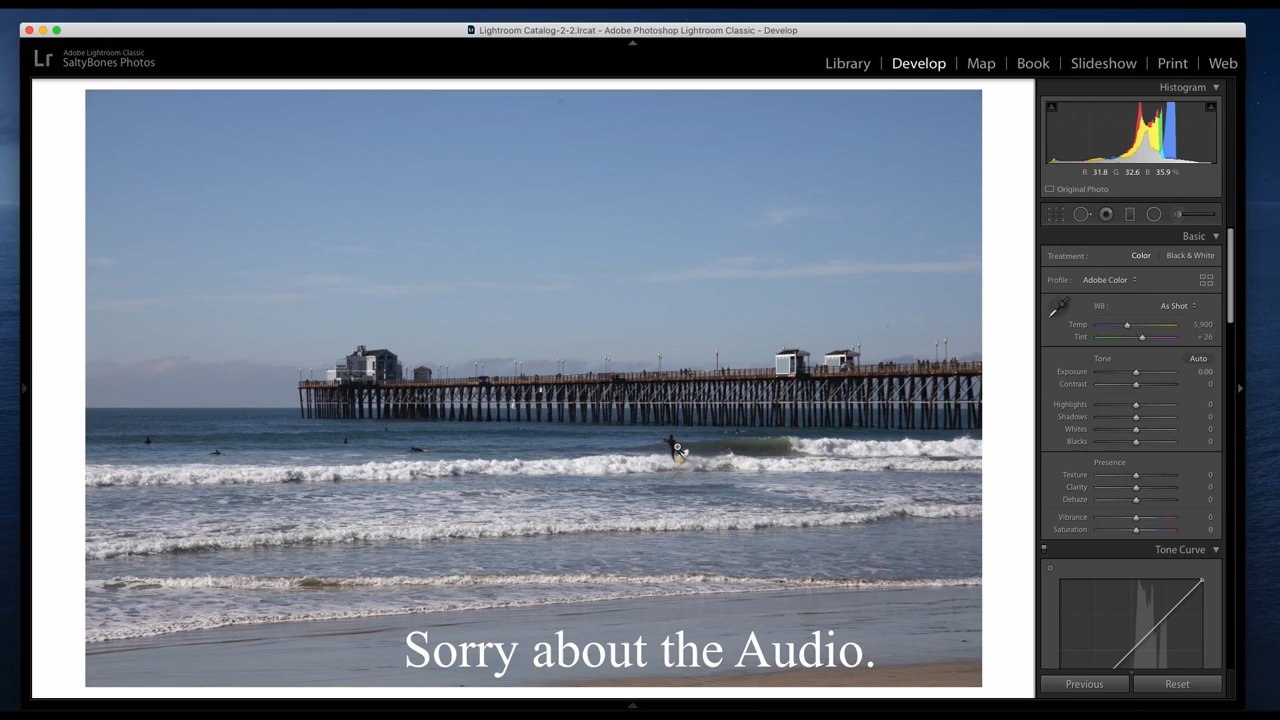 Lightroom Catalog-2-2.lrcat - Adobe Photoshop Lightroom Classic - Develop
Lr
Adobe Lightroom Classic
SaltyBones Photos
Library | Develop | Map | Book | Slideshow | Print | Web
Histogram
R 31.8 G 32.6 B 35.9 %
Original Photo
Basic
Treatment : Color Black & White
Profile : Adobe Color
WB : As Shot
Temp 5,900
Tint + 26
Tone Auto
Exposure 0.00
Contrast 0
Highlights 0
Shadows 0
Whites 0
Blacks 0
Presence
Texture 0
Clarity 0
Dehaze 0
Vibrance 0
Saturation 0
Tone Curve
Sorry about the Audio.
Previous Reset